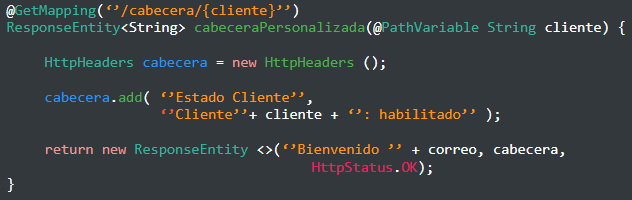 @GetMapping(‘’/cabecera/{cliente}’’)
ResponseEntity<String> cabeceraPersonalizada(@PathVariable String cliente) {
HttpHeaders cabecera = new HttpHeaders ();
cabecera.add( ‘’Estado Cliente’’,
‘’Cliente’’+ cliente + ‘’: habilitado’’ );
return new ResponseEntity <>(‘’Bienvenido ’’ + correo, cabecera,
HttpStatus.OK);
}